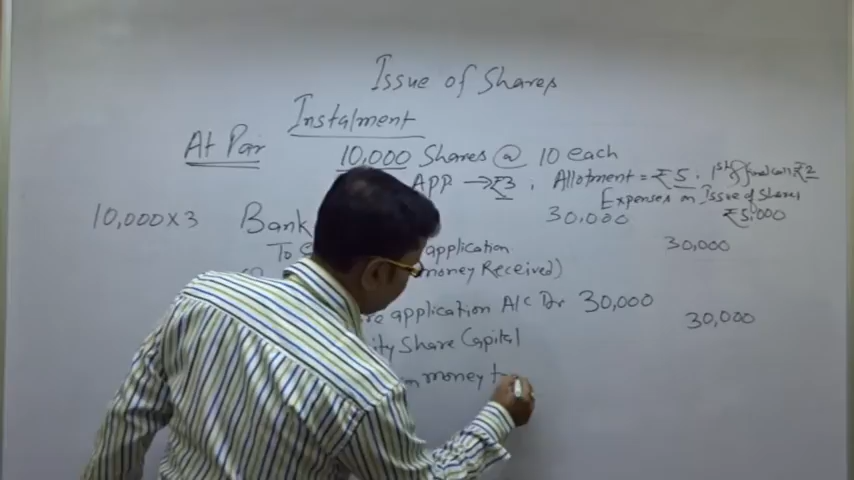 Issue of Shares
Instalment
At Par
10,000 Shares @ 10 each
APP → ₹3, Allotment = ₹5, 1st & final call ₹2
Expenses on Issue of Shares
₹5,000
10,000 x 3 Bank 30,000
To application 30,000
money Received)
application A/c Dr 30,000
ity Share Capital 30,000
money